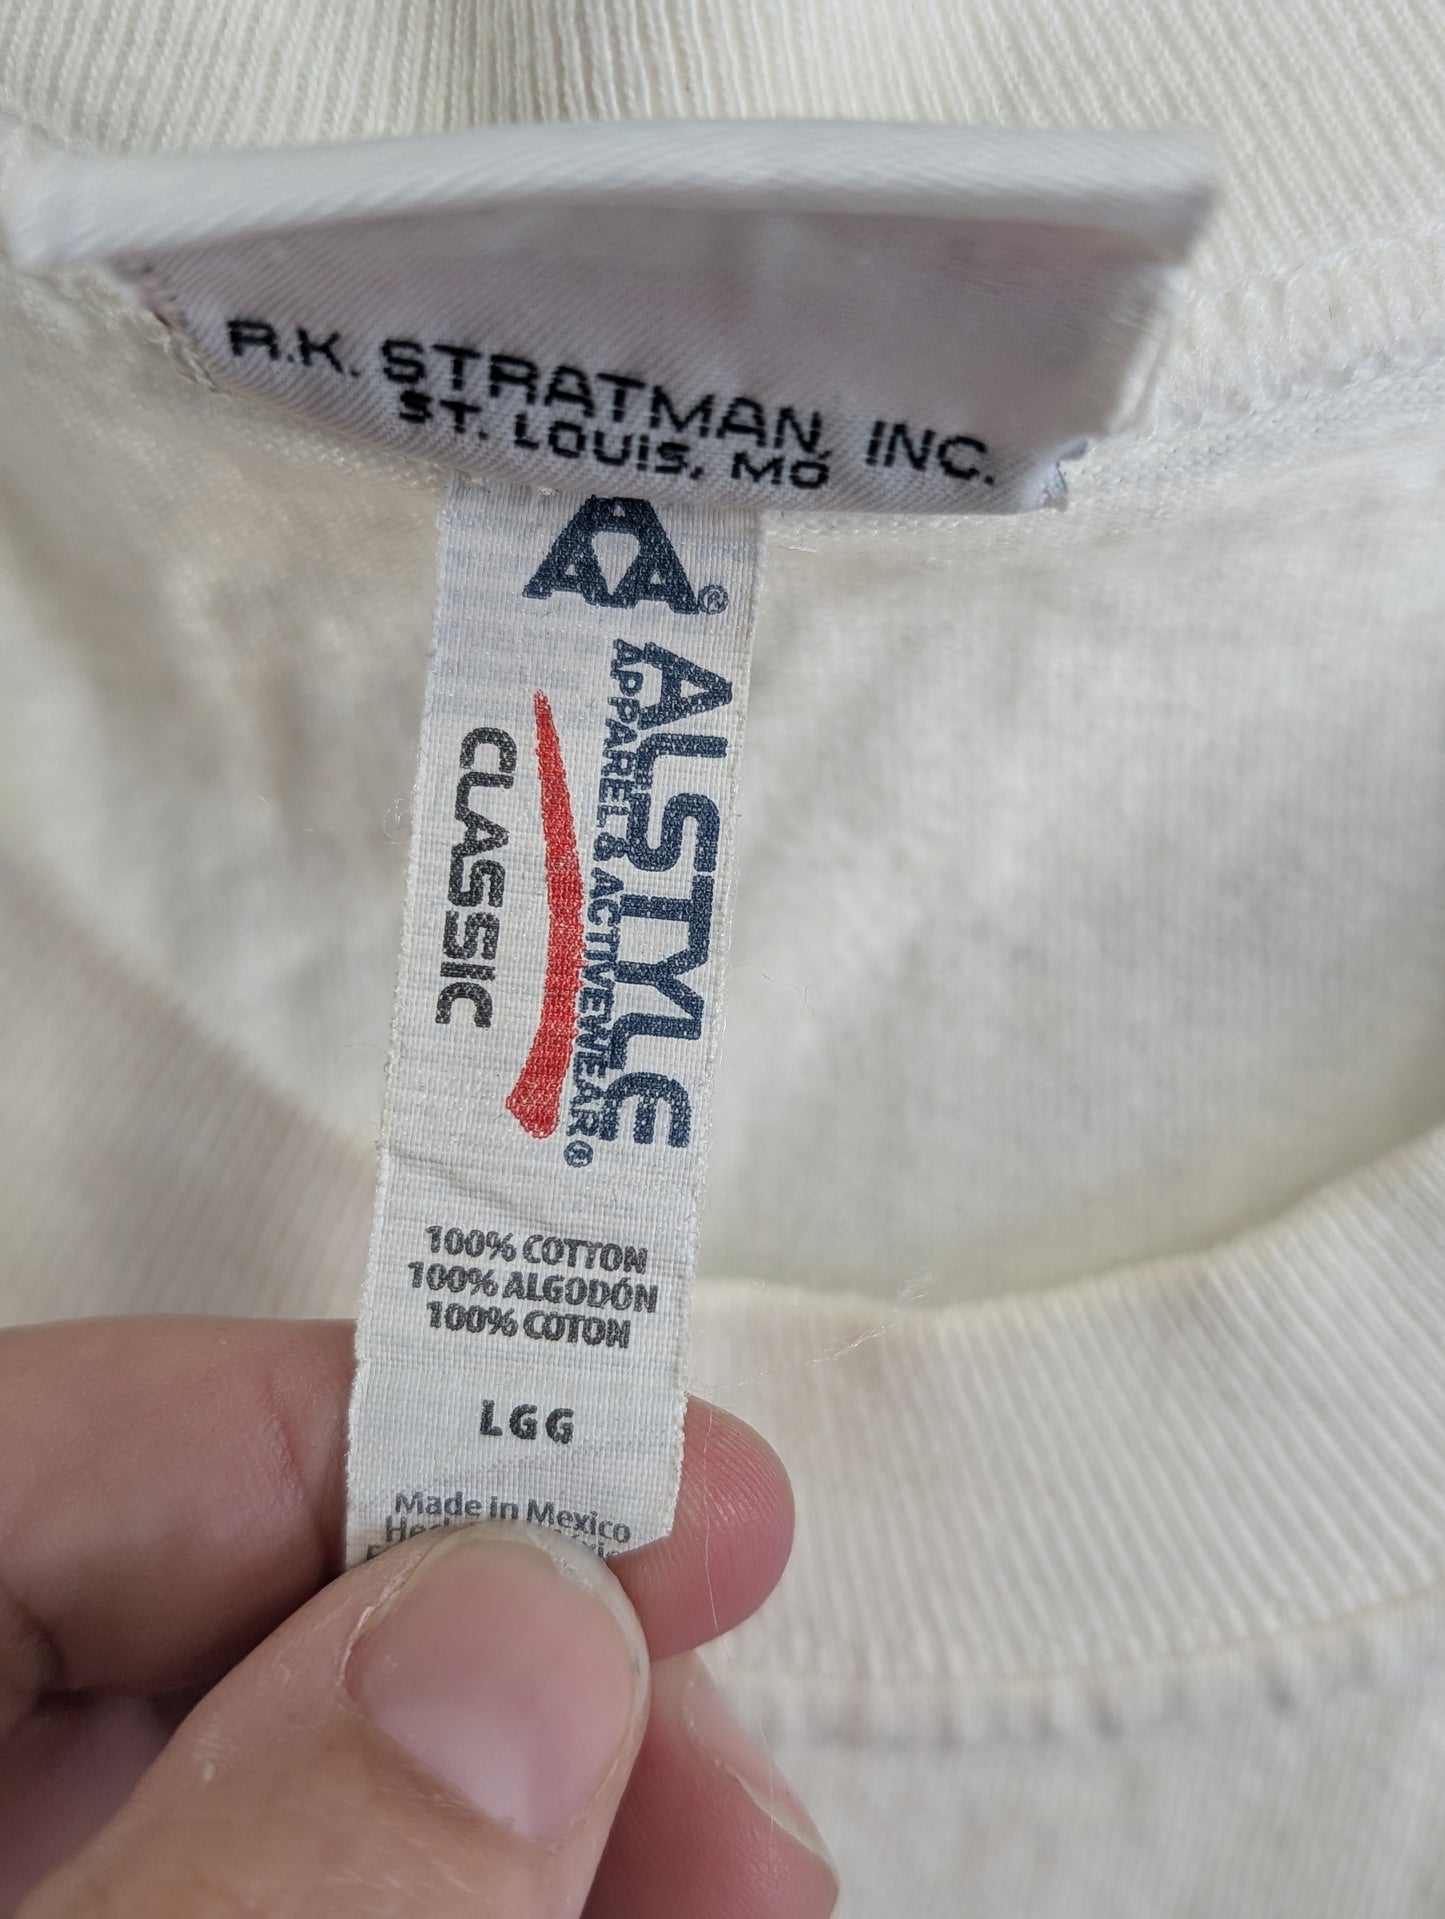 R.K. STRATMAN, INC.
ST. LOUIS, MO
AAA®
ALSTYLE
APPAREL & ACTIVEWEAR®
CLASSIC
100% COTTON
100% ALGODÓN
100% COTON
LGG
Made in Mexico